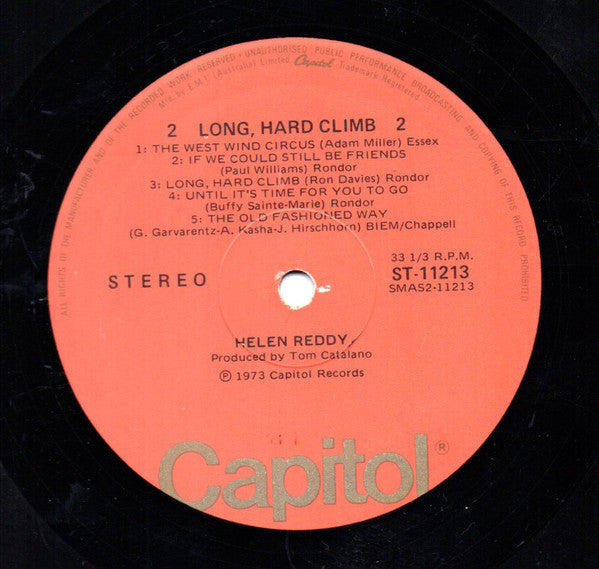 ALL RIGHTS OF THE MANUFACTURER AND OF THE RECORDED WORK RESERVED • UNAUTHORISED PUBLIC PERFORMANCE BROADCASTING AND COPYING OF THIS RECORD PROHIBITED
Mfd. by E.M.I. (Australia) Limited Capitol Trademark Registered
2 LONG, HARD CLIMB 2
1: THE WEST WIND CIRCUS (Adam Miller) Essex
2: IF WE COULD STILL BE FRIENDS
(Paul Williams) Rondor
3: LONG, HARD CLIMB (Ron Davies) Rondor
4: UNTIL IT'S TIME FOR YOU TO GO
(Buffy Sainte-Marie) Rondor
5: THE OLD FASHIONED WAY
(G. Garvarentz-A. Kasha-J. Hirschhorn) BIEM/Chappell
33 1/3 R.P.M.
STEREO ST-11213
SMAS2-11213
HELEN REDDY
Produced by Tom Catalano
℗ 1973 Capitol Records
Capitol®